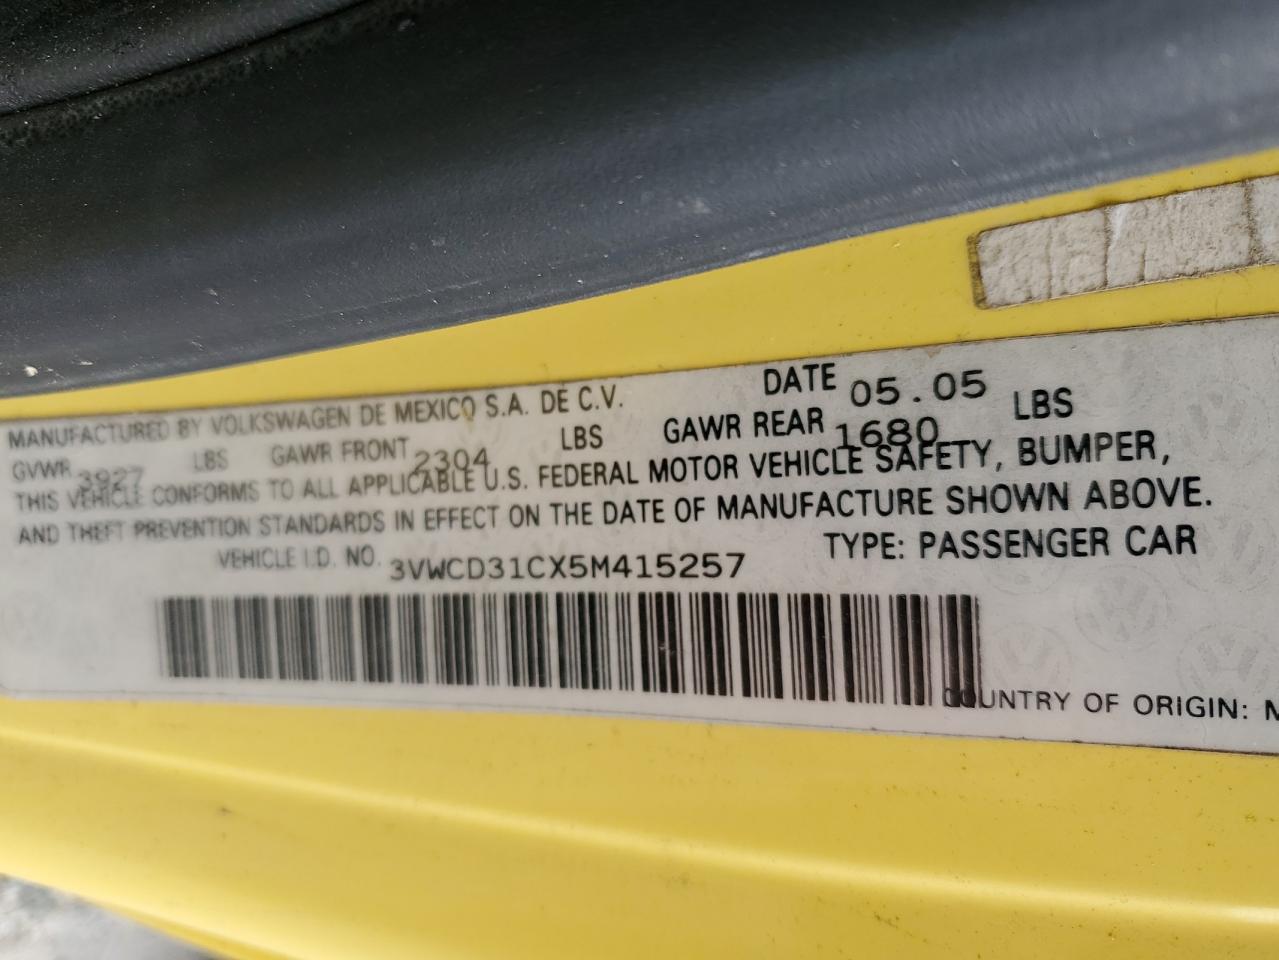 MANUFACTURED BY VOLKSWAGEN DE MEXICO S.A. DE C.V. DATE 05.05
GVWR 3927 LBS GAWR FRONT 2304 LBS GAWR REAR 1680 LBS
THIS VEHICLE CONFORMS TO ALL APPLICABLE U.S. FEDERAL MOTOR VEHICLE SAFETY, BUMPER,
AND THEFT PREVENTION STANDARDS IN EFFECT ON THE DATE OF MANUFACTURE SHOWN ABOVE.
VEHICLE I.D. NO. 3VWCD31CX5M415257 TYPE: PASSENGER CAR
COUNTRY OF ORIGIN: M